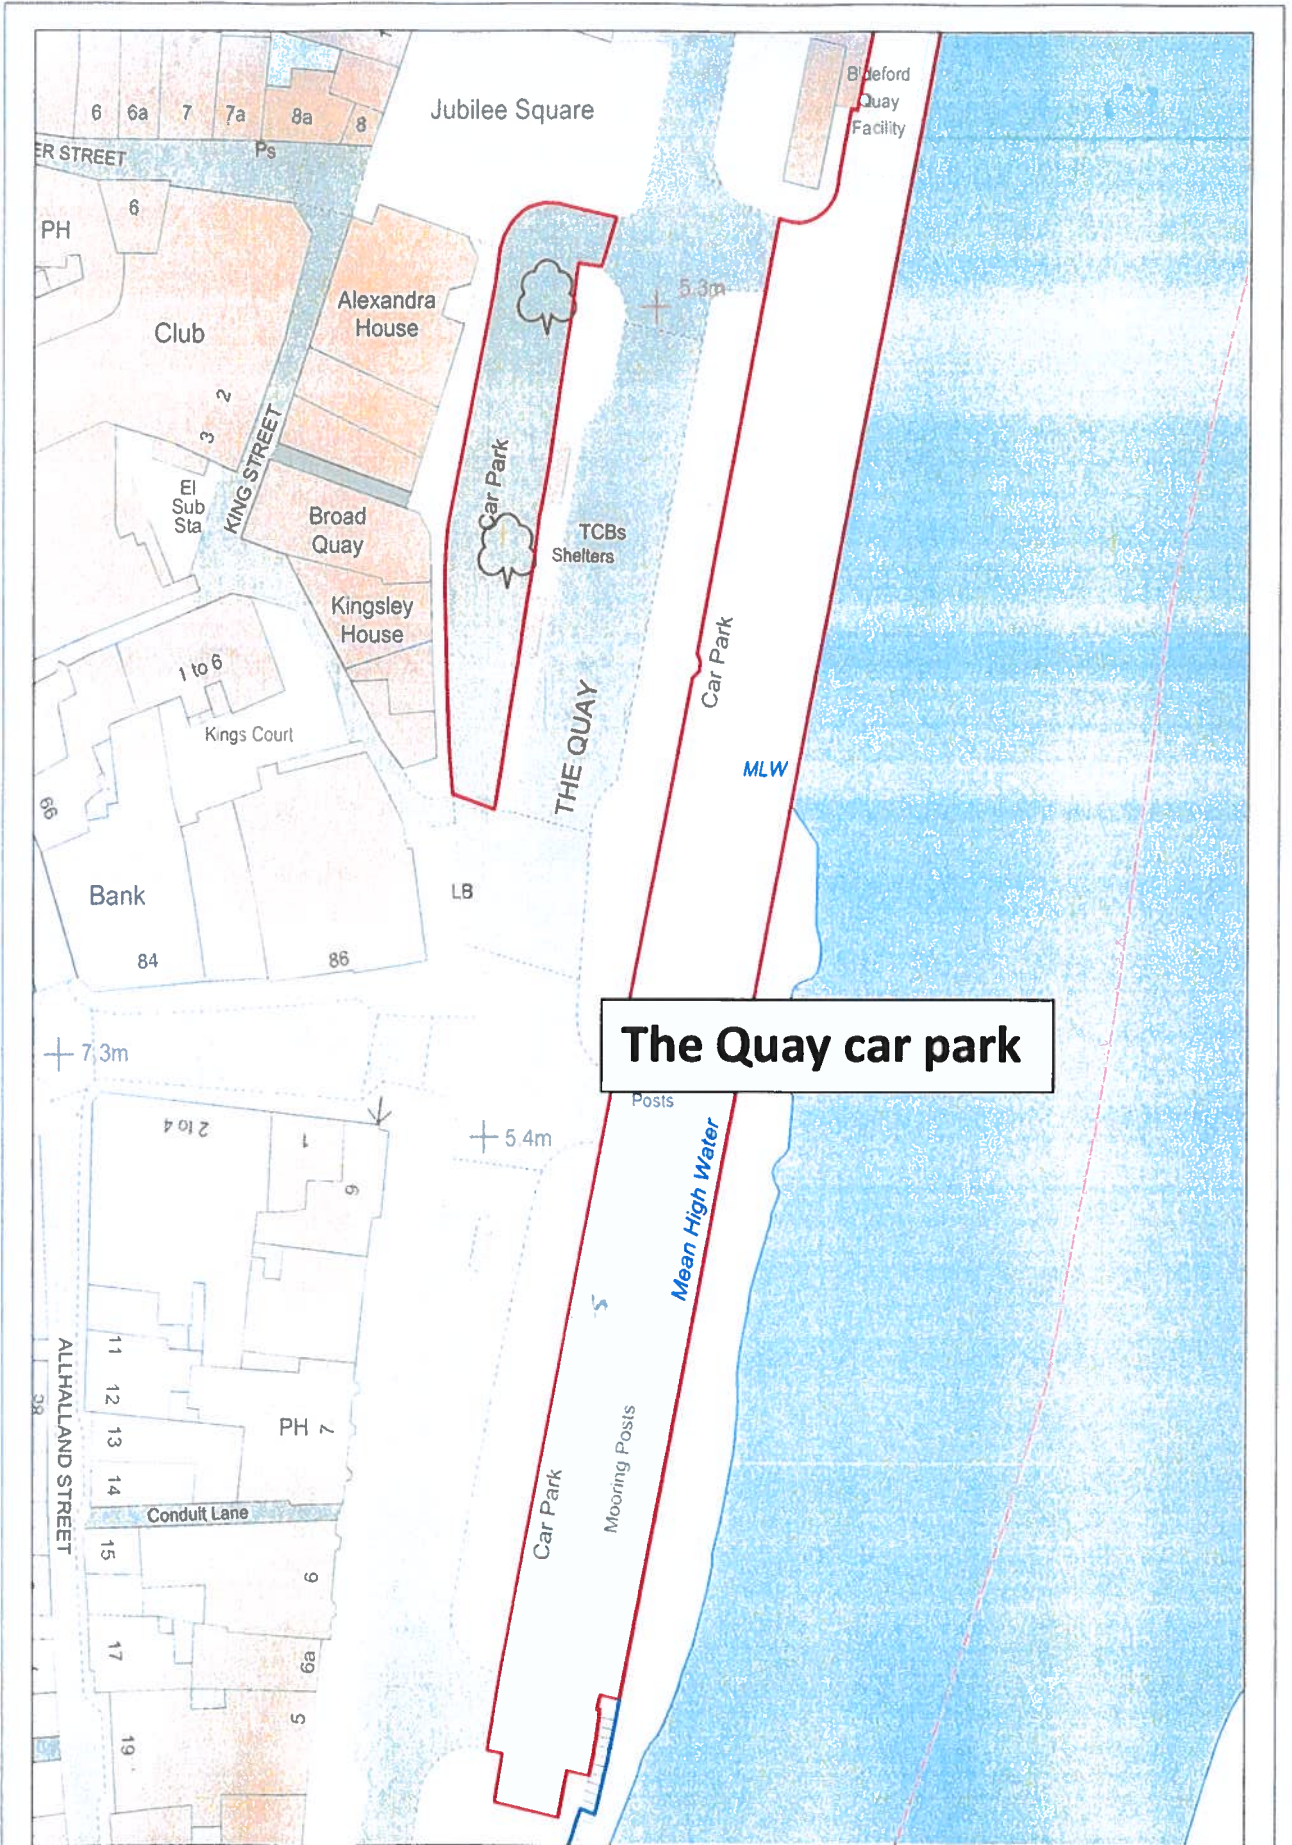 Jubilee Square
Bideford
Quay
Facility
6
6a
7
7a
8a
8
ER STREET
Ps
6
PH
Alexandra
House
5.3m
Club
2
3
KING STREET
Car Park
El
Sub
Sta
Broad
Quay
TCBs
Shelters
Kingsley
House
Car Park
1 to 6
Kings Court
THE QUAY
MLW
66
Bank
LB
84
86
The Quay car park
7.3m
Posts
2 to 4
1
5.4m
6
Mean High Water
ALLHALLAND STREET
11
12
13
14
PH
7
Mooring Posts
Car Park
Conduit Lane
15
9
17
6a
5
19